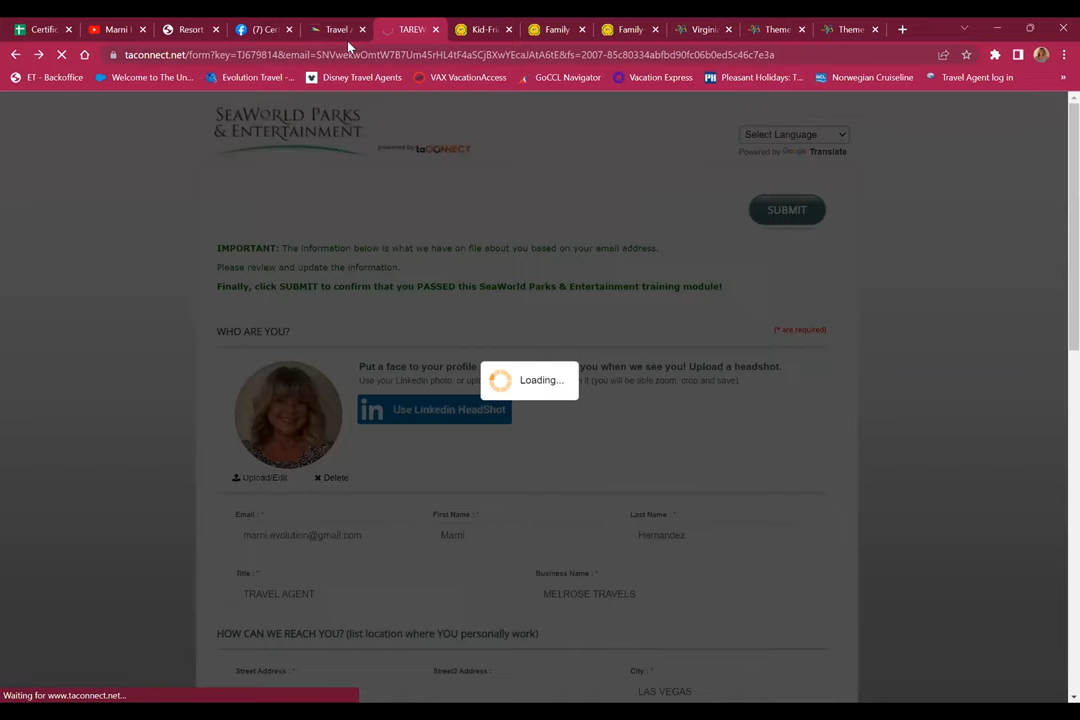 Certific
Marni
Resort
(7) Cer
Travel A
TAREW
Kid-Fri
Family
Family
Virgini
Theme
Theme
taconnect.net/form?key=TJ679814&email=SNVwekwOmtW7B7Um45rHL4tF4aSCjBXwYEcaJAtA6tE&fs=2007-85c80334abfbd90fc06b0ed5c46c7e3a
ET - Backoffice
Welcome to The Un...
Evolution Travel -...
Disney Travel Agents
VAX VacationAccess
GoCCL Navigator
Vacation Express
Pleasant Holidays: T...
Norwegian Cruiseline
Travel Agent log in
»
SEAWORLD PARKS
& ENTERTAINMENT
powered by taCONNECT
Select Language
Powered by Google Translate
SUBMIT
IMPORTANT: The information below is what we have on file about you based on your email address.
Please review and update the information.
Finally, click SUBMIT to confirm that you PASSED this SeaWorld Parks & Entertainment training module!
WHO ARE YOU?
(* are required)
Put a face to your profile
you when we see you! Upload a headshot.
Use your Linkedin photo, or
it (you will be able zoom, crop and save).
Loading...
in Use Linkedin HeadShot
Upload/Edit
Delete
Email : *
First Name : *
Last Name : *
marni.evolution@gmail.com
Marni
Hernandez
Title : *
Business Name : *
TRAVEL AGENT
MELROSE TRAVELS
HOW CAN WE REACH YOU? (list location where YOU personally work)
Street Address : *
Street2 Address :
City : *
LAS VEGAS
Waiting for www.taconnect.net...